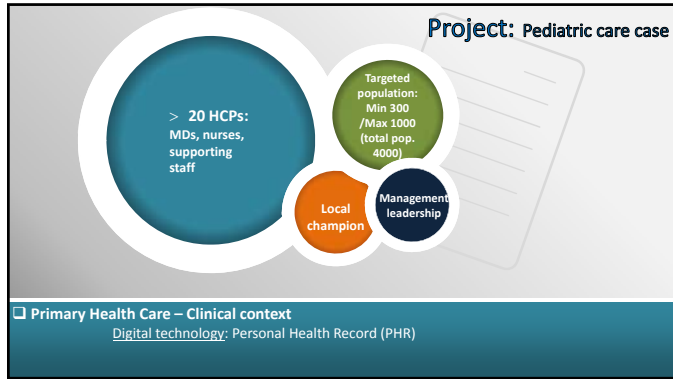 Project: Pediatric care case
> 20 HCPs:
MDs, nurses,
supporting
staff
Targeted
population:
Min 300
/Max 1000
(total pop.
4000)
Local
champion
Management
leadership
❑ Primary Health Care – Clinical context
Digital technology: Personal Health Record (PHR)